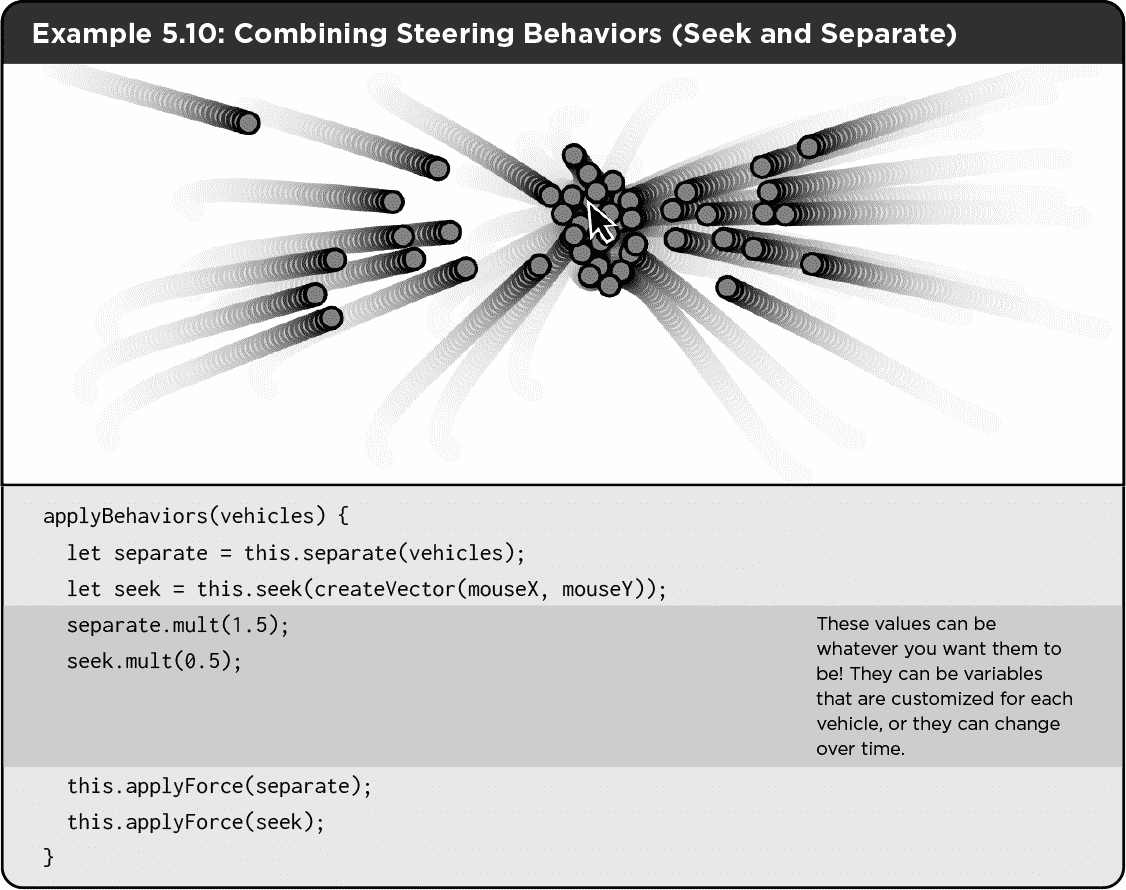 Example 5.10: Combining Steering Behaviors (Seek and Separate)
applyBehaviors(vehicles) {
  let separate = this.separate(vehicles);
  let seek = this.seek(createVector(mouseX, mouseY));
  separate.mult(1.5);
  seek.mult(0.5);
These values can be
whatever you want them to
be! They can be variables
that are customized for each
vehicle, or they can change
over time.
  this.applyForce(separate);
  this.applyForce(seek);
}